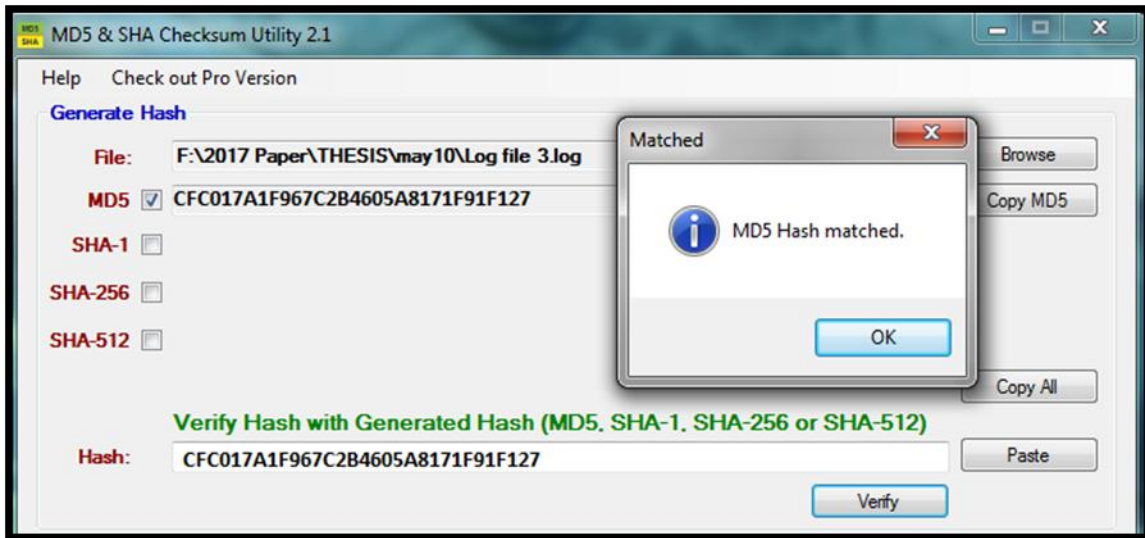 MD5 SHA MD5 & SHA Checksum Utility 2.1
Help Check out Pro Version
Generate Hash
File: F:\2017 Paper\THESIS\may10\Log file 3.log Browse
MD5 CFC017A1F967C2B4605A8171F91F127 Copy MD5
SHA-1
SHA-256
SHA-512
Matched
MD5 Hash matched.
OK
Copy All
Verify Hash with Generated Hash (MD5, SHA-1, SHA-256 or SHA-512)
Hash: CFC017A1F967C2B4605A8171F91F127 Paste
Verify